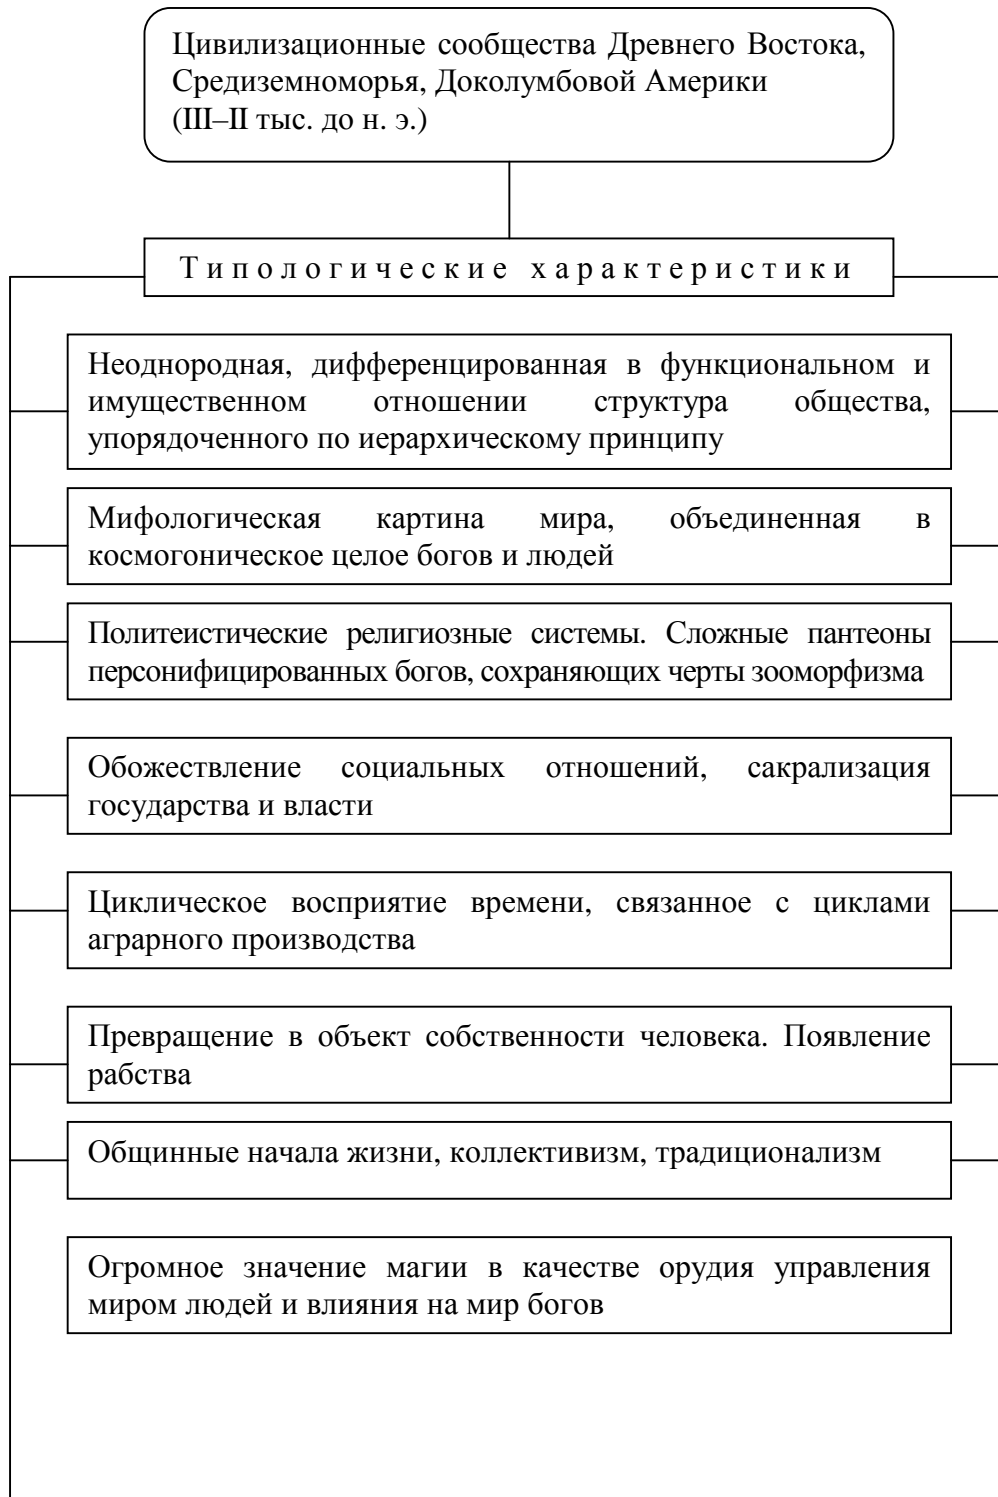 Цивилизационные сообщества Древнего Востока,
Средиземноморья, Доколумбовой Америки
(III–II тыс. до н. э.)
Типологические характеристики
Неоднородная, дифференцированная в функциональном и
имущественном отношении структура общества,
упорядоченного по иерархическому принципу
Мифологическая картина мира, объединенная в
космогоническое целое богов и людей
Политеистические религиозные системы. Сложные пантеоны
персонифицированных богов, сохраняющих черты зооморфизма
Обожествление социальных отношений, сакрализация
государства и власти
Циклическое восприятие времени, связанное с циклами
аграрного производства
Превращение в объект собственности человека. Появление
рабства
Общинные начала жизни, коллективизм, традиционализм
Огромное значение магии в качестве орудия управления
миром людей и влияния на мир богов